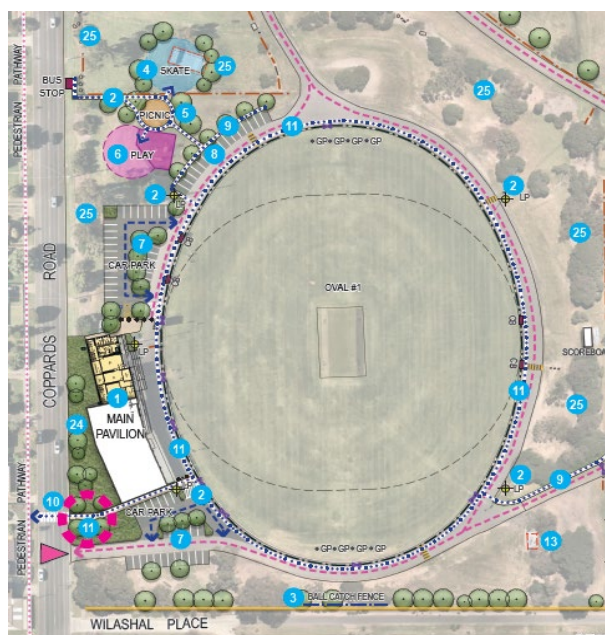 25
PEDESTRIAN PATHWAY
4
SKATE
25
BUS
STOP
2
PICNIC
5
9
25
11
GP GP GP GP
8
6
PLAY
2
LP
2
LP
25
25
7
CAR PARK
COPPARDS ROAD
OVAL #1
LP
SCOREBOA
1
MAIN
PAVILION
11
25
24
11
2
LP
2
9
10
11
CAR PARK
PEDESTRIAN PATHWAY
7
GP GP GP GP
13
3
BALL CATCH FENCE
WILASHAL PLACE